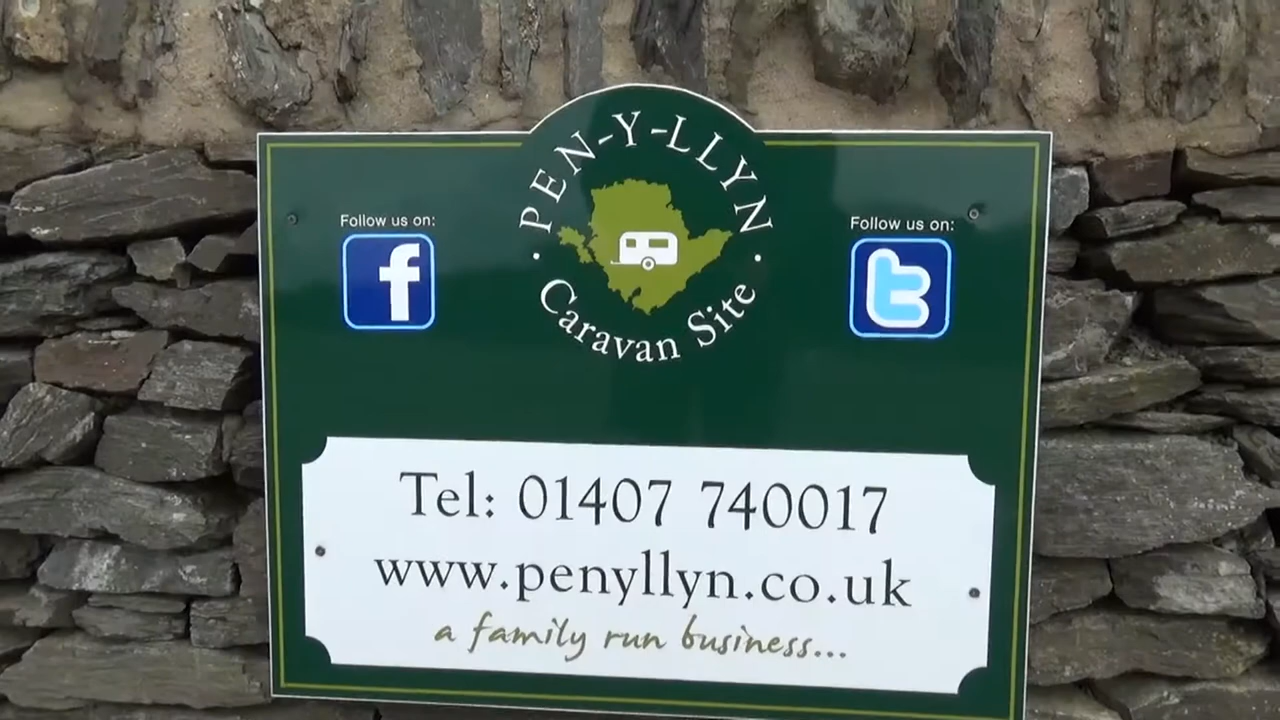 PEN-Y-LLYN
Follow us on:
Follow us on:
f
t
· Caravan Site ·
Tel: 01407 740017
www.penyllyn.co.uk
a family run business...